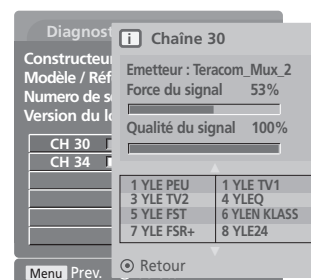 Diagnost
Constructeu
Modèle / Réf
Numero de s
Version du lo
CH 30
CH 34
Menu Prev.
i Chaîne 30
Emetteur : Teracom_Mux_2
Force du signal 53%
Qualité du signal 100%
1 YLE PEU 1 YLE TV1
3 YLE TV2 4 YLEQ
5 YLE FST 6 YLEN KLASS
7 YLE FSR+ 8 YLE24
Retour